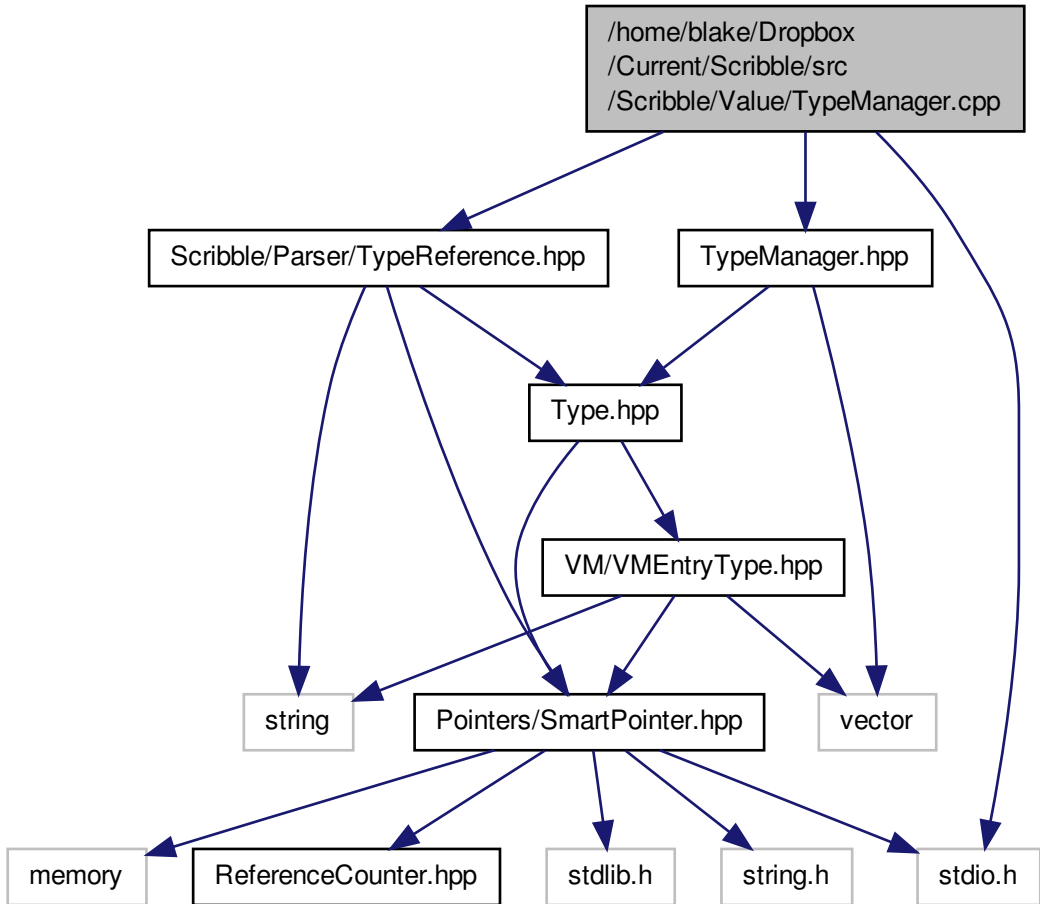 /home/blake/Dropbox
/Current/Scribble/src
/Scribble/Value/TypeManager.cpp
Scribble/Parser/TypeReference.hpp
TypeManager.hpp
Type.hpp
VM/VMEntryType.hpp
string
Pointers/SmartPointer.hpp
vector
memory
ReferenceCounter.hpp
stdlib.h
string.h
stdio.h